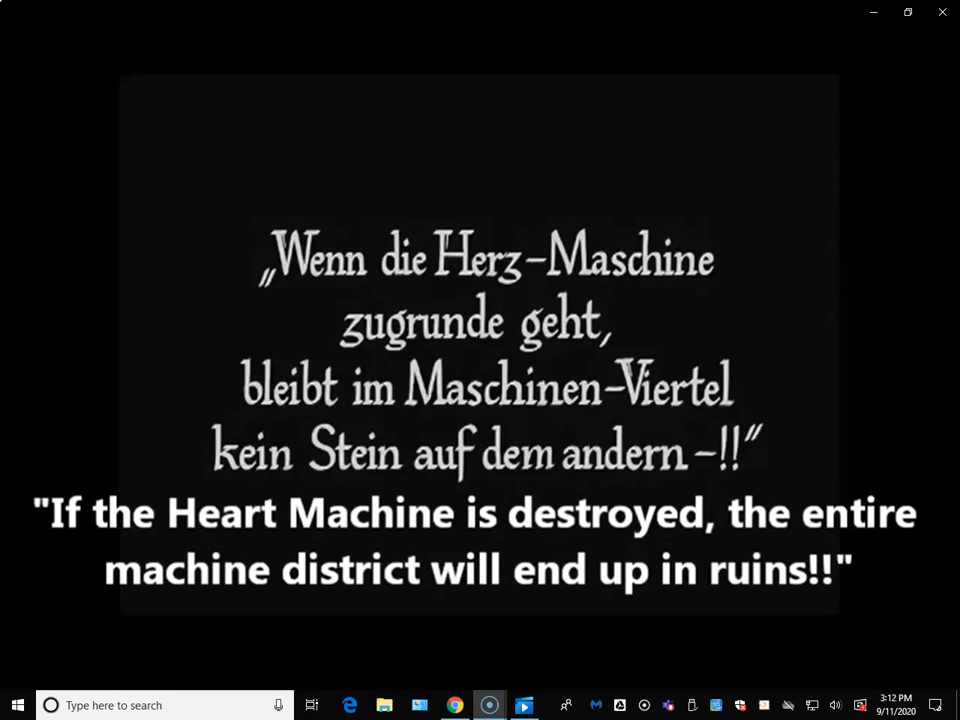 „Wenn die Herz-Maschine
zugrunde geht,
bleibt im Maschinen-Viertel
kein Stein auf dem andern-!!"
"If the Heart Machine is destroyed, the entire
machine district will end up in ruins!!"
Type here to search
3:12 PM
9/11/2020